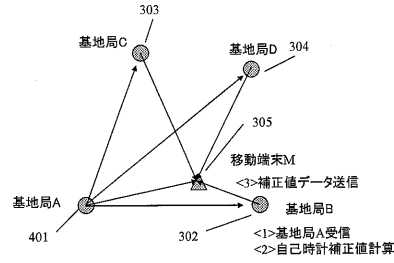 303
基地局C
基地局D
304
305
移動端末M
<3>補正値データ送信
基地局A
401
302
基地局B
<1>基地局A受信
<2>自己時計補正値計算